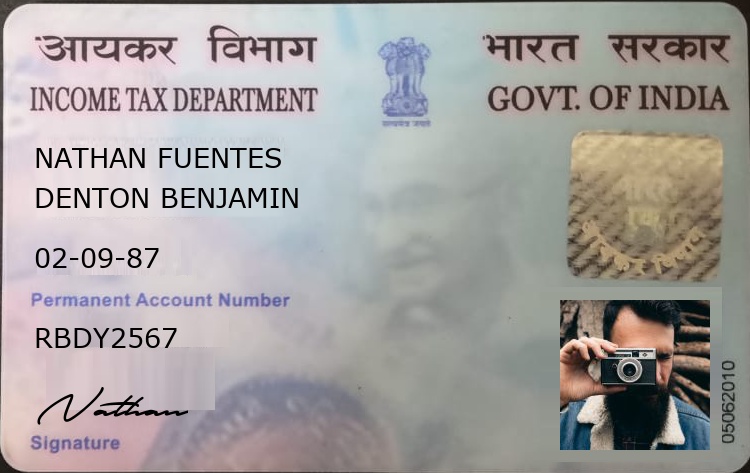 आयकर विभाग
भारत सरकार
INCOME TAX DEPARTMENT
GOVT. OF INDIA
सत्यमेव जयते
NATHAN FUENTES
DENTON BENJAMIN
02-09-87
Permanent Account Number
RBDY2567
Nathan
Signature
05062010